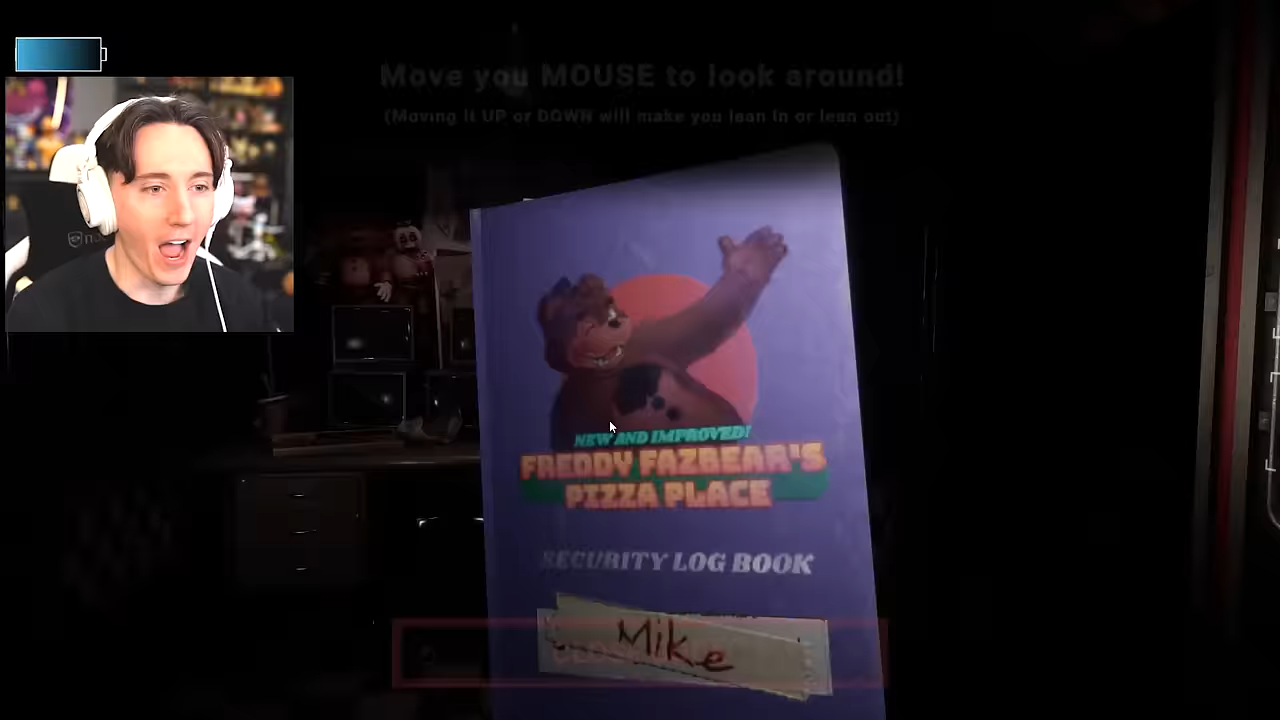 Move you MOUSE to look around!
(Moving it UP or DOWN will make you lean in or lean out)
NEW AND IMPROVED!
FREDDY FAZBEAR'S
PIZZA PLACE
SECURITY LOG BOOK
Mike